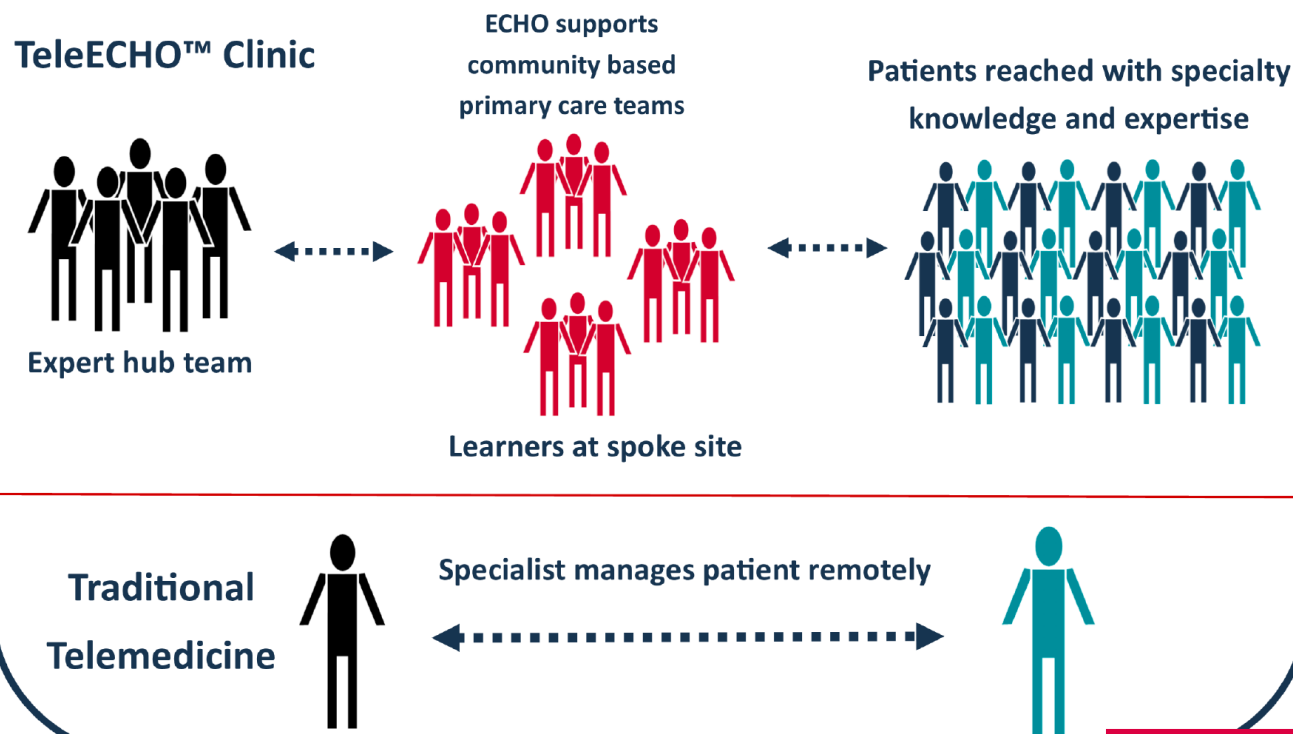 TeleECHO™ Clinic
ECHO supports
community based
primary care teams
Patients reached with specialty
knowledge and expertise
Expert hub team
Learners at spoke site
Traditional
Telemedicine
Specialist manages patient remotely